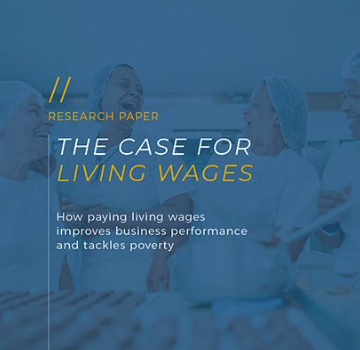 //
RESEARCH PAPER
THE CASE FOR
LIVING WAGES
How paying living wages
improves business performance
and tackles poverty